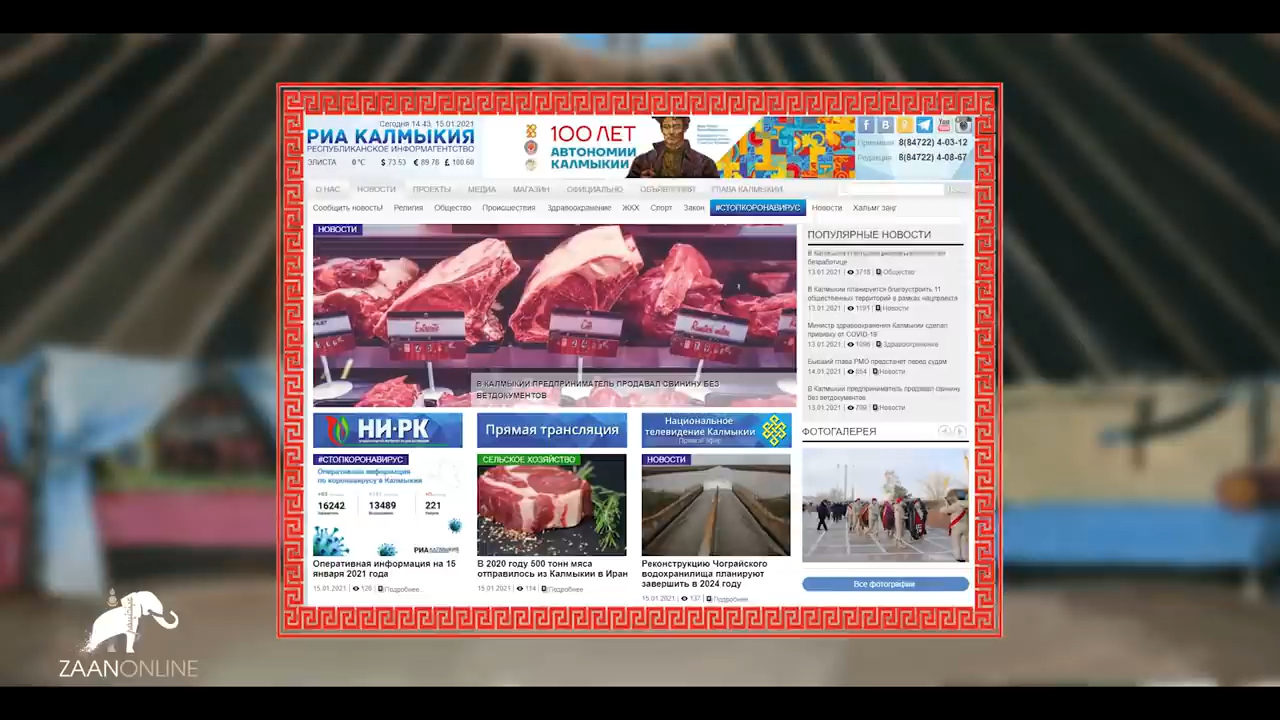 Сегодня 14:43, 15.01.2021
РИА КАЛМЫКИЯ
РЕСПУБЛИКАНСКОЕ ИНФОРМАГЕНТСТВО
ЭЛИСТА 0 °C $ 73.53 € 89.78 £ 100.60
100 ЛЕТ
АВТОНОМИИ
КАЛМЫКИИ
Приемная 8(84722) 4-03-12
Редакция 8(84722) 4-08-67
О НАС НОВОСТИ ПРОЕКТЫ МЕДИА МАГАЗИН ОФИЦИАЛЬНО ОБЪЯВЛЕНИЯ ГЛАВА КАЛМЫКИИ
Сообщить новость! Религия Общество Происшествия Здравоохранение ЖКХ Спорт Закон #СТОПКОРОНАВИРУС Новости Хальмг
НОВОСТИ
Entrecote
В КАЛМЫКИИ ПРЕДПРИНИМАТЕЛЬ ПРОДАВАЛ СВИНИНУ БЕЗ
ВЕТДОКУМЕНТОВ
ПОПУЛЯРНЫЕ НОВОСТИ
безработице
13.01.2021 | 3718 | Общество
В Калмыкии планируется благоустроить 11
общественных территорий в рамках нацпроекта
13.01.2021 | 1191 | Новости
Министр здравоохранения Калмыкии сделал
прививку от COVID-19
13.01.2021 | 1096 | Здравоохранение
Бывший глава РМО предстанет перед судом
14.01.2021 | 854 | Новости
В Калмыкии предприниматель продавал свинину
без ветдокументов
13.01.2021 | 709 | Новости
НИ·РК
Прямая трансляция
Национальное
телевидение Калмыкии
Прямой эфир
ФОТОГАЛЕРЕЯ
#СТОПКОРОНАВИРУС
Оперативная информация
по коронавирусу в Калмыкии
16242 13489 221
РИА КАЛМЫКИЯ
СЕЛЬСКОЕ ХОЗЯЙСТВО
НОВОСТИ
Оперативная информация на 15
января 2021 года
15.01.2021 | 126 | Подробнее...
В 2020 году 500 тонн мяса
отправилось из Калмыкии в Иран
15.01.2021 | 114 | Подробнее
Реконструкцию Чограйского
водохранилища планируют
завершить в 2024 году
15.01.2021 | 137 | Подробнее
Все фотографии
ZAANONLINE